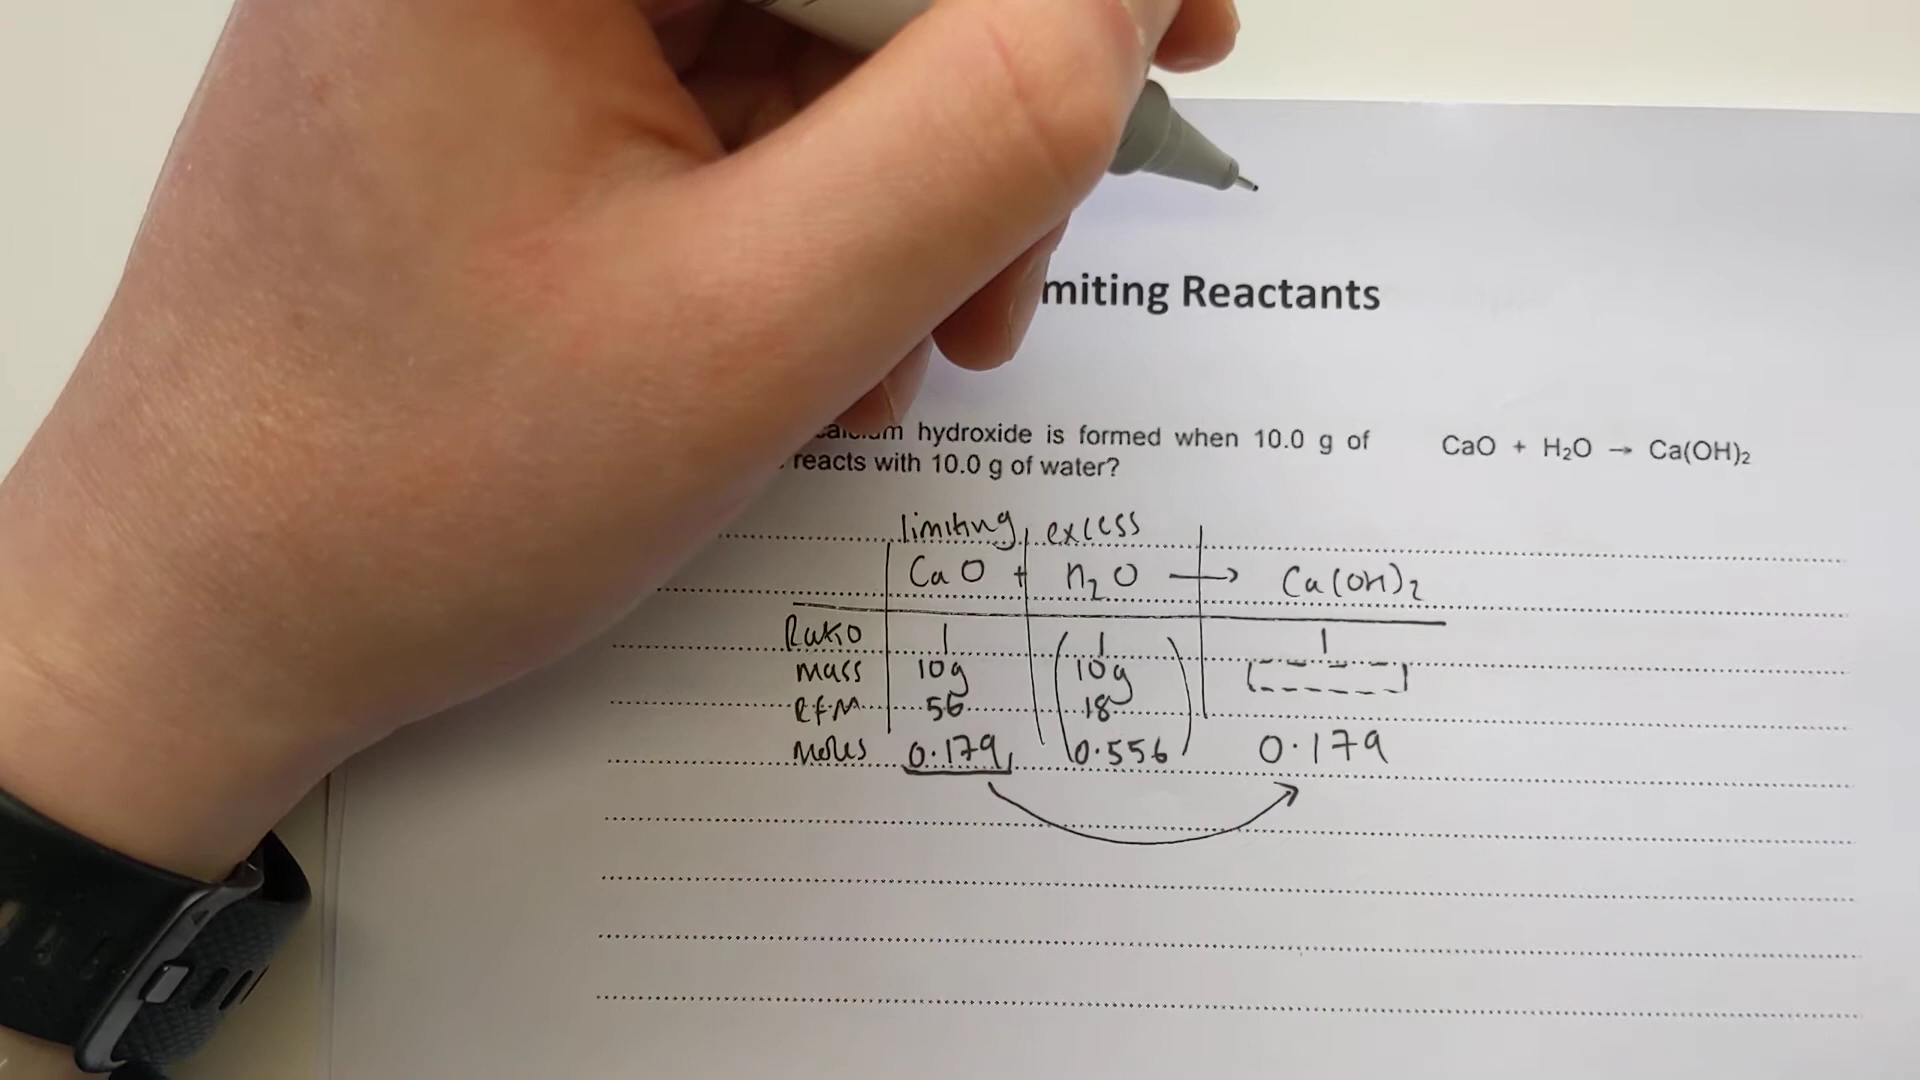 miting Reactants
calcium hydroxide is formed when 10.0 g of
reacts with 10.0 g of water?
CaO + H₂O → Ca(OH)₂
limiting excess
CaO + H₂O → Ca(OH)₂
Ratio 1 1 1
mass 10g 10g
RfM 56 18
Moles 0.179 0.556 0.179